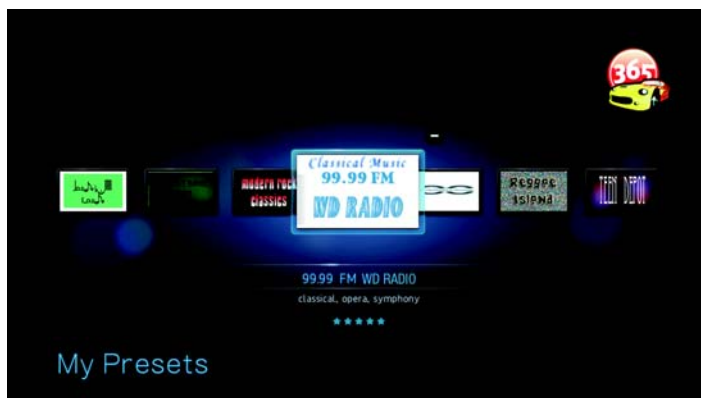 365
modern rock
classics
Classical Music
99.99 FM
WD RADIO
Reggae
Island
TEEN DEPOT
99.99 FM WD RADIO
classical, opera, symphony
My Presets